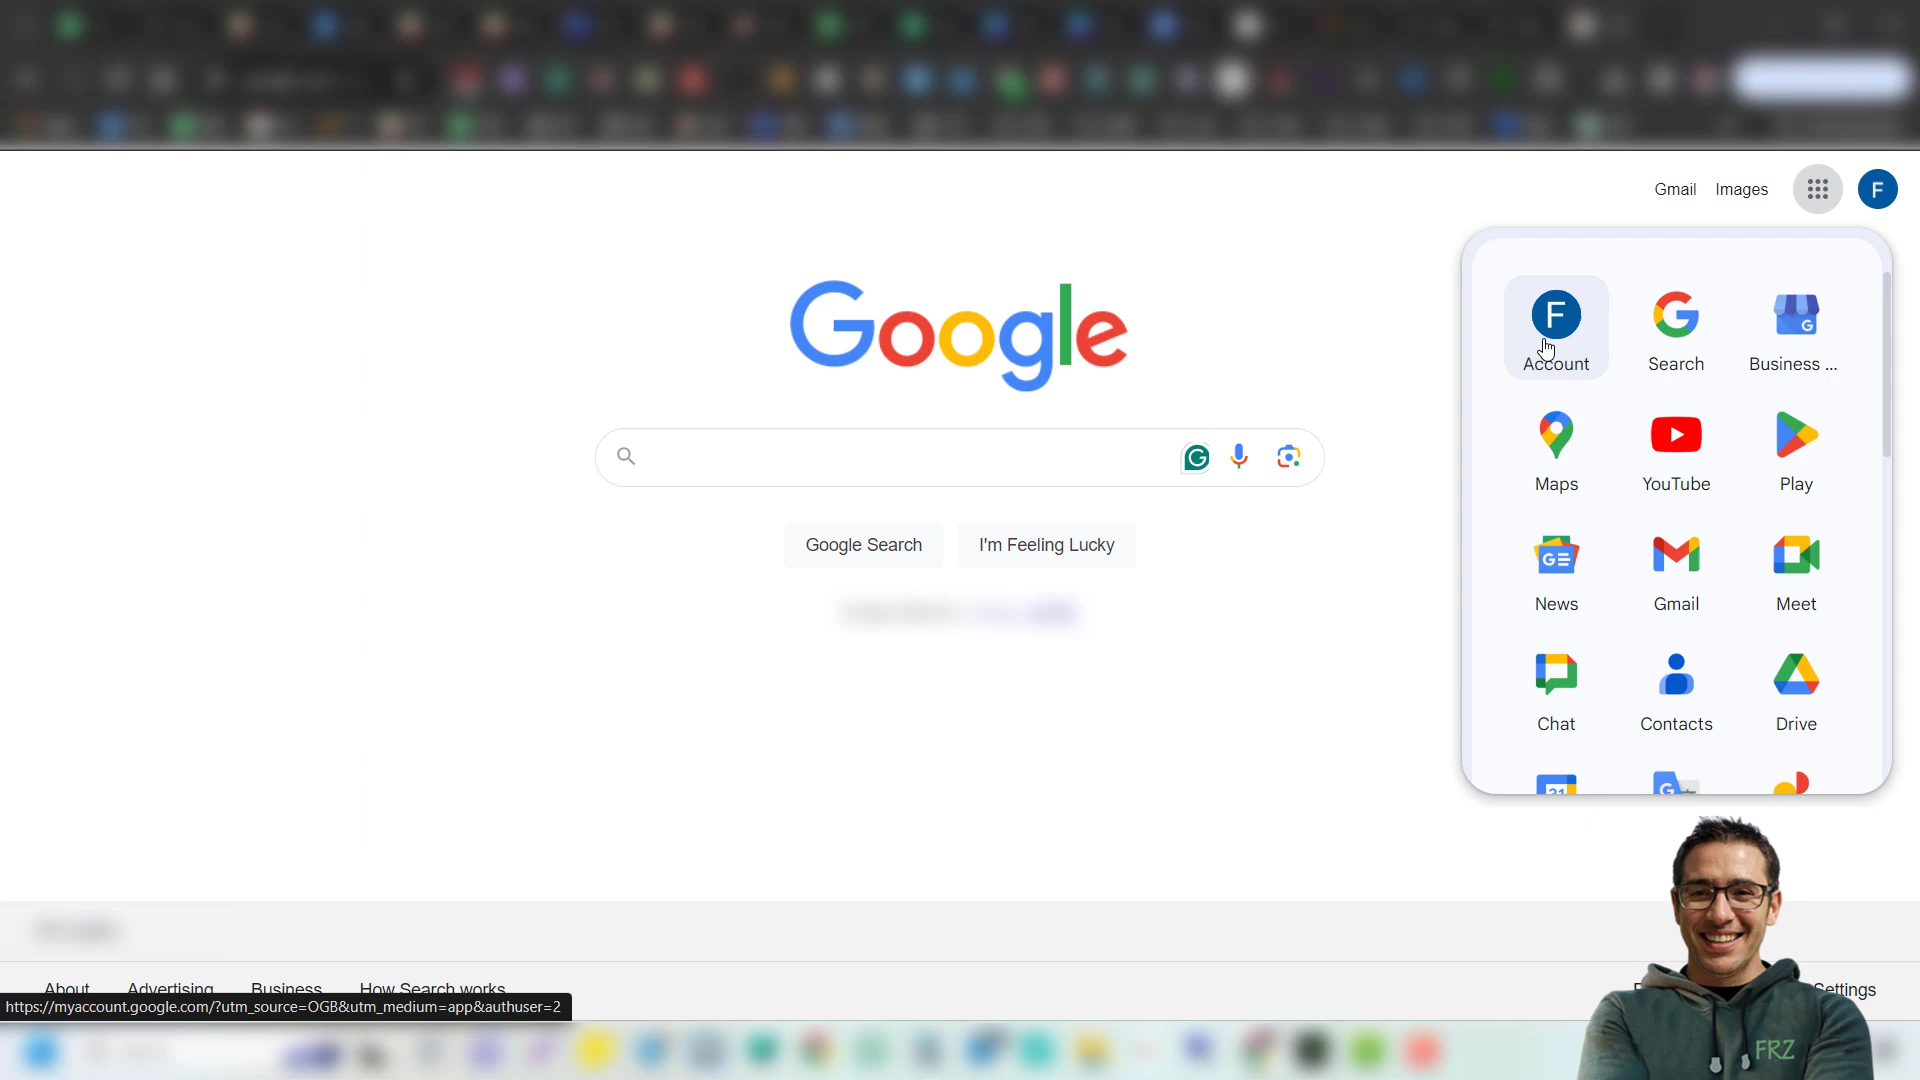 Gmail Images
F
Google
F
Account
Search
Business ...
G
Maps
YouTube
Play
News
Gmail
Meet
Google Search
I'm Feeling Lucky
Chat
Contacts
Drive
31
G
About
Advertising
Business
How Search works
Settings
https://myaccount.google.com/?utm_source=OGB&utm_medium=app&authuser=2
FRZ